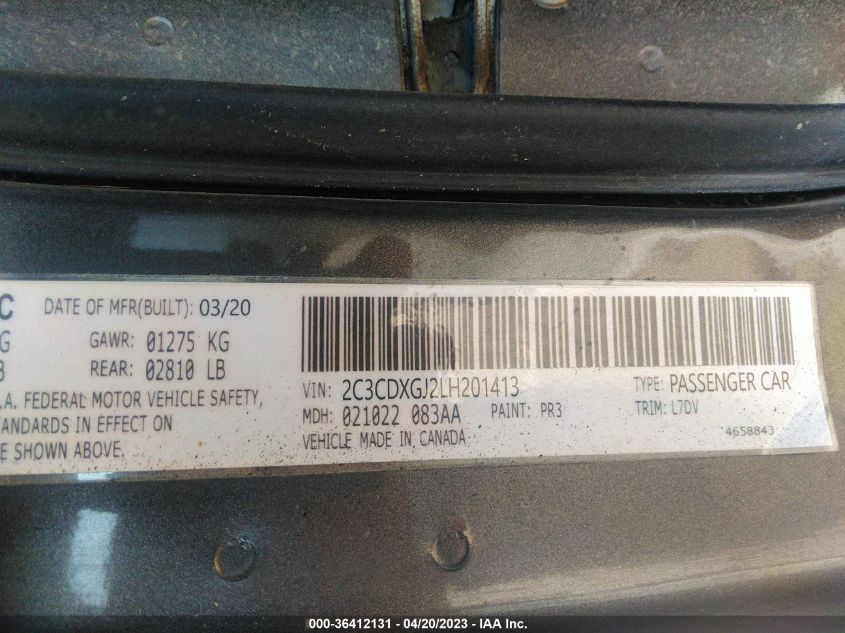 C DATE OF MFR(BUILT): 03/20
G GAWR: 01275 KG
B REAR: 02810 LB
.A. FEDERAL MOTOR VEHICLE SAFETY,
TANDARDS IN EFFECT ON
E SHOWN ABOVE.
VIN: 2C3CDXGJ2LH201413 TYPE: PASSENGER CAR
MDH: 021022 083AA PAINT: PR3 TRIM: L7DV
VEHICLE MADE IN CANADA 4658843
000-36412131 - 04/20/2023 - IAA Inc.